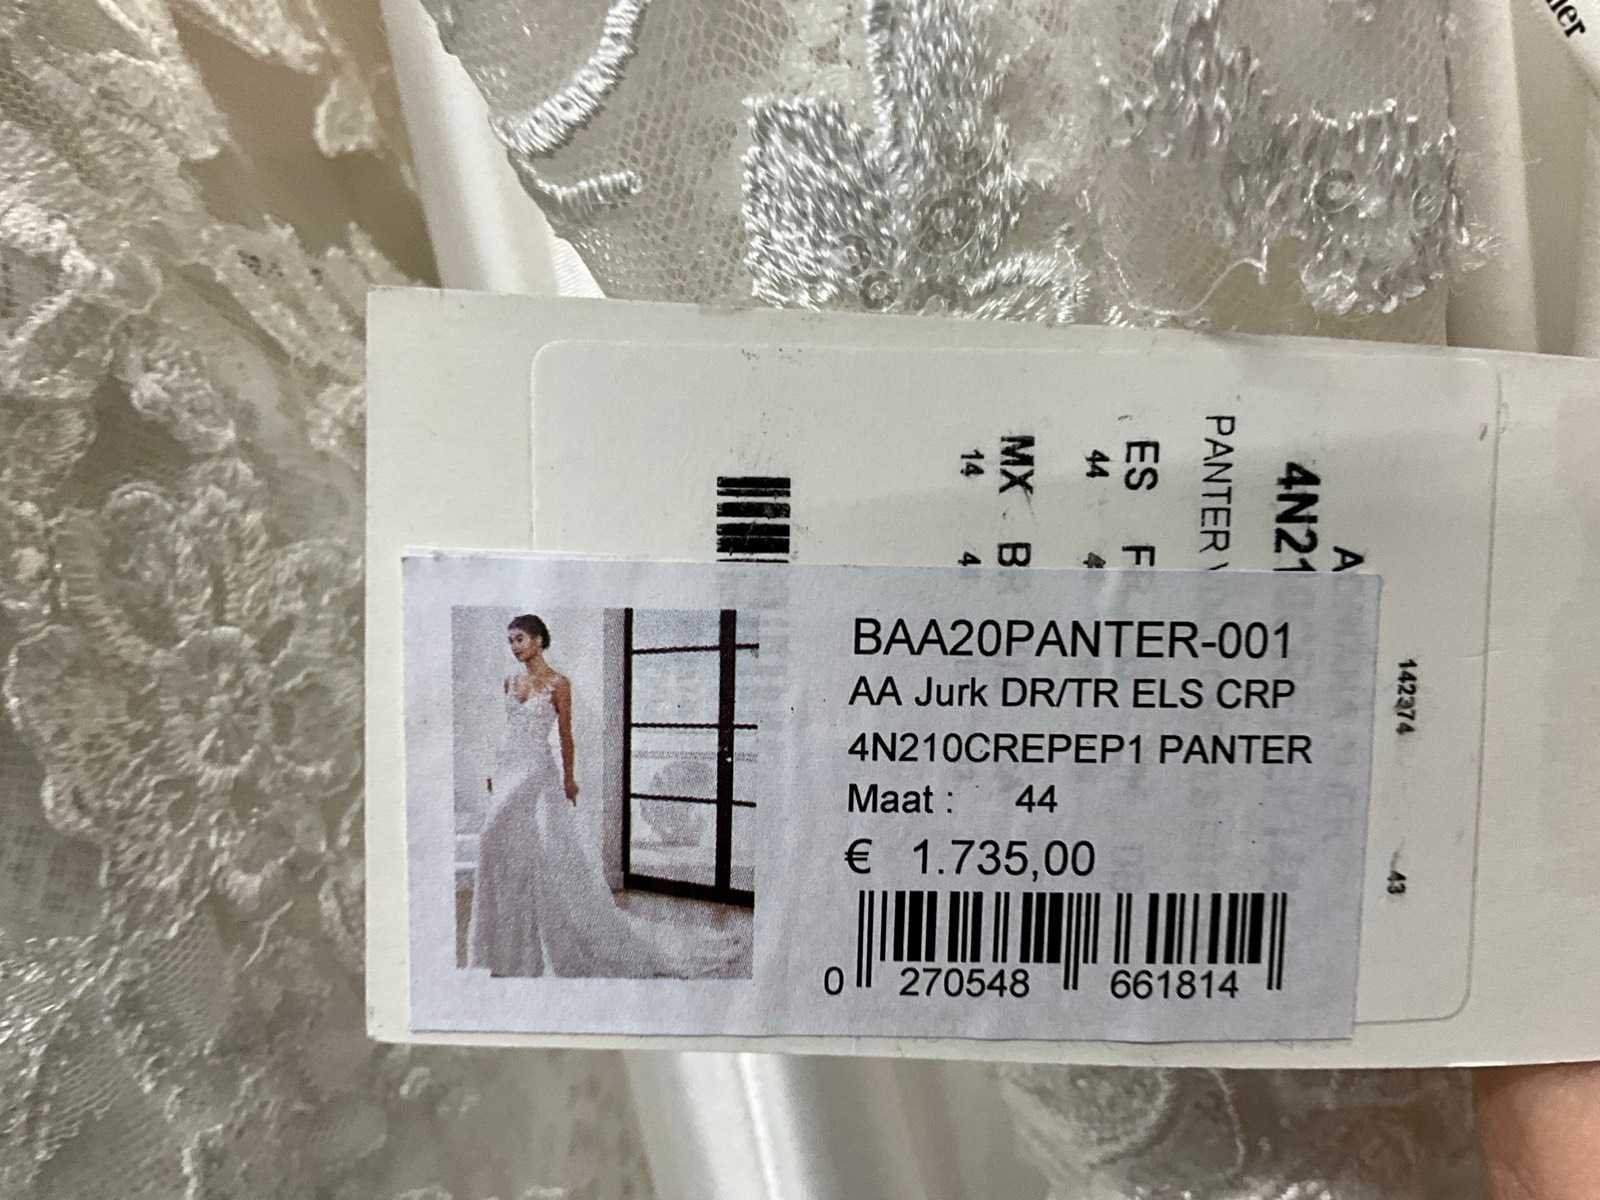 BAA20PANTER-001
AA Jurk DR/TR ELS CRP
4N210CREPEP1 PANTER
Maat : 44
€ 1.735,00
0 270548 661814
4N21
PANTER
ES
44
MX
14
142374
43